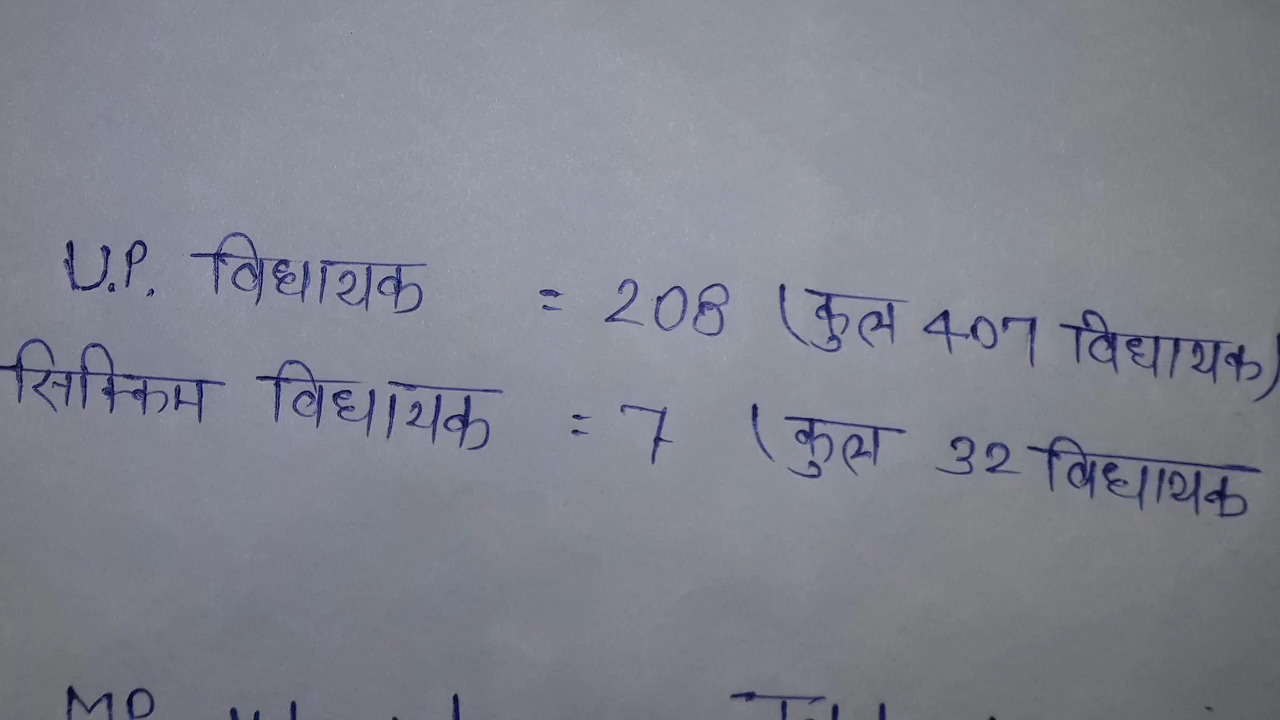 U.P. विधायक = 208 (कुल 407 विधायक)
सिक्किम विधायक = 7 (कुल 32 विधायक